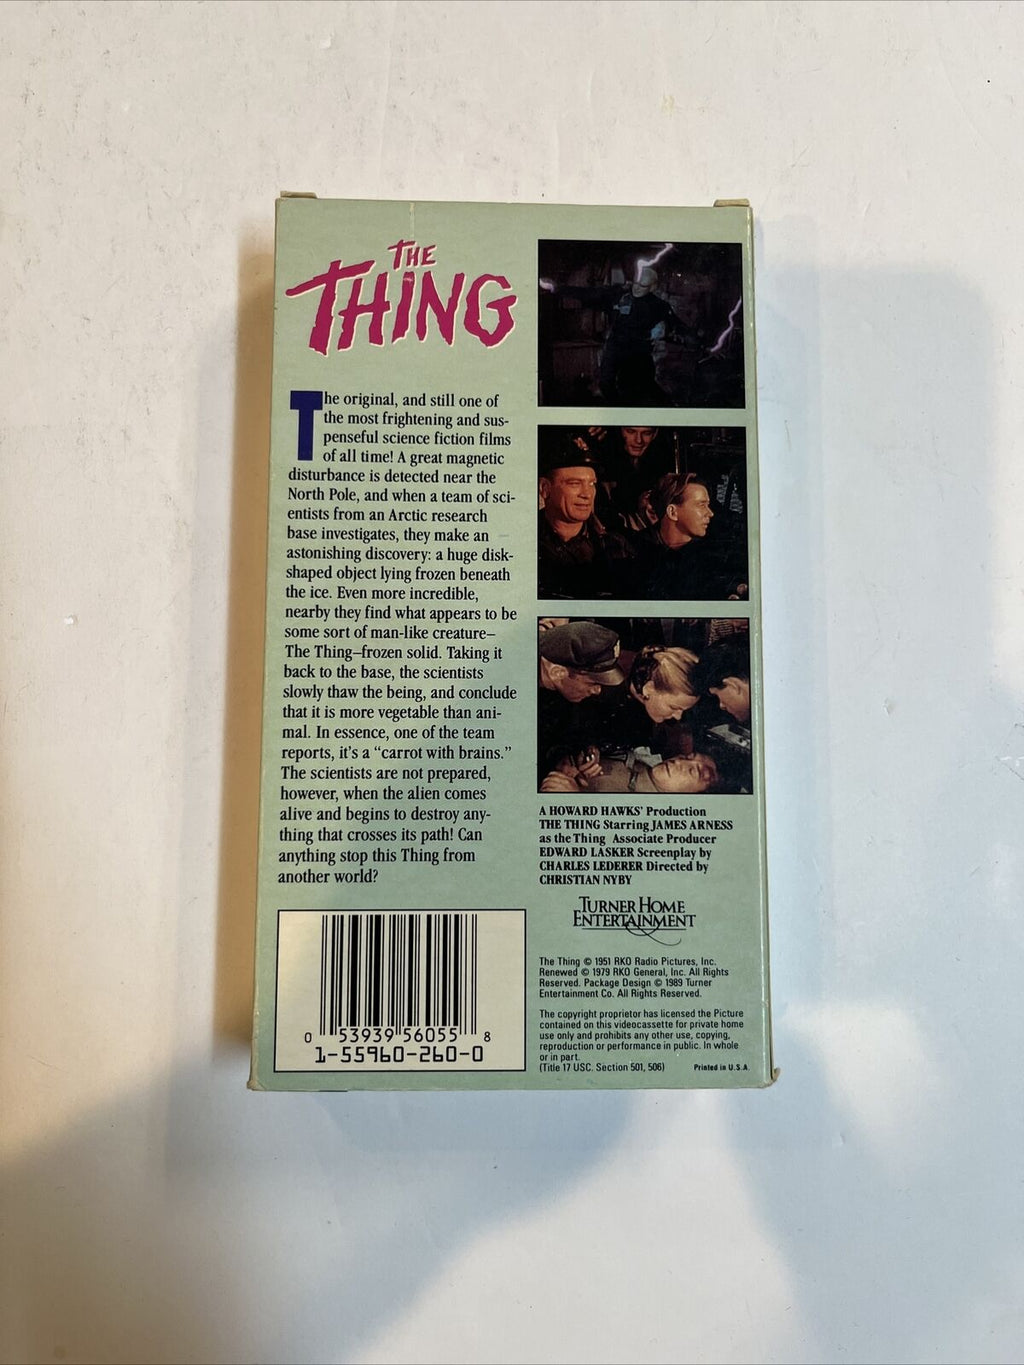 THE
THING
The original, and still one of
the most frightening and sus-
penseful science fiction films
of all time! A great magnetic
disturbance is detected near the
North Pole, and when a team of sci-
entists from an Arctic research
base investigates, they make an
astonishing discovery: a huge disk-
shaped object lying frozen beneath
the ice. Even more incredible,
nearby they find what appears to be
some sort of man-like creature–
The Thing–frozen solid. Taking it
back to the base, the scientists
slowly thaw the being, and conclude
that it is more vegetable than ani-
mal. In essence, one of the team
reports, it's a “carrot with brains.”
The scientists are not prepared,
however, when the alien comes
alive and begins to destroy any-
thing that crosses its path! Can
anything stop this Thing from
another world?
0 53939 56055 8
1-55960-260-0
A HOWARD HAWKS' Production
THE THING Starring JAMES ARNESS
as the Thing Associate Producer
EDWARD LASKER Screenplay by
CHARLES LEDERER Directed by
CHRISTIAN NYBY
TURNER HOME
ENTERTAINMENT
The Thing © 1951 RKO Radio Pictures, Inc.
Renewed © 1979 RKO General, Inc. All Rights
Reserved. Package Design © 1989 Turner
Entertainment Co. All Rights Reserved.
The copyright proprietor has licensed the Picture
contained on this videocassette for private home
use only and prohibits any other use, copying,
reproduction or performance in public. In whole
or in part.
(Title 17 USC. Section 501, 506)
Printed in U.S.A.